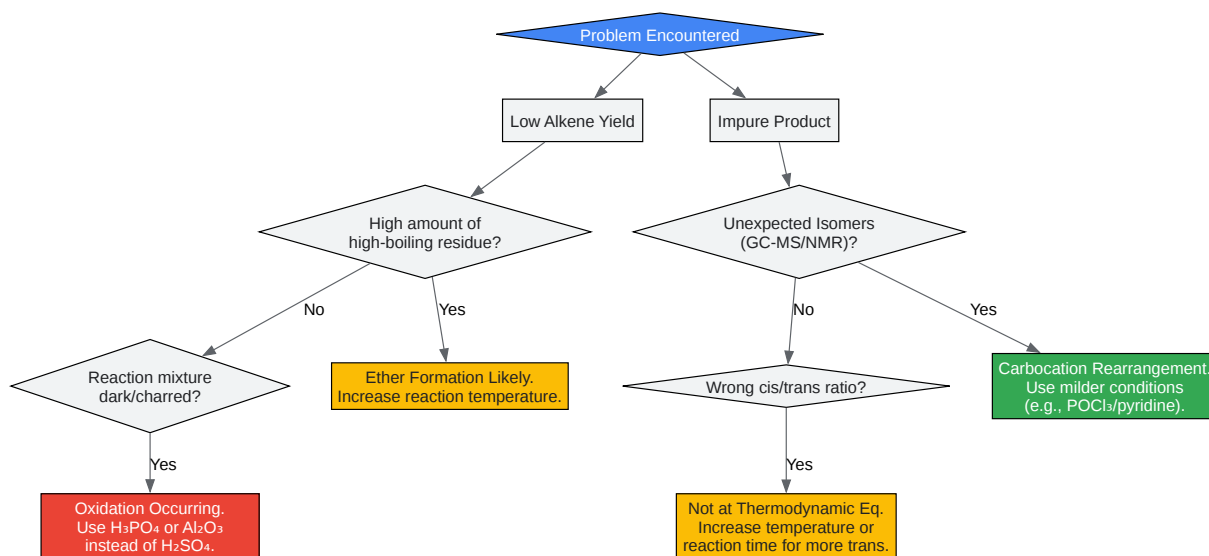 Problem Encountered
Low Alkene Yield
Impure Product
High amount of
high-boiling residue?
Unexpected Isomers
(GC-MS/NMR)?
No
Yes
No
Yes
Reaction mixture
dark/charred?
Ether Formation Likely.
Increase reaction temperature.
Wrong cis/trans ratio?
Carbocation Rearrangement.
Use milder conditions
(e.g., POCl₃/pyridine).
Yes
Yes
Oxidation Occurring.
Use H₃PO₄ or Al₂O₃
instead of H₂SO₄.
Not at Thermodynamic Eq.
Increase temperature or
reaction time for more trans.